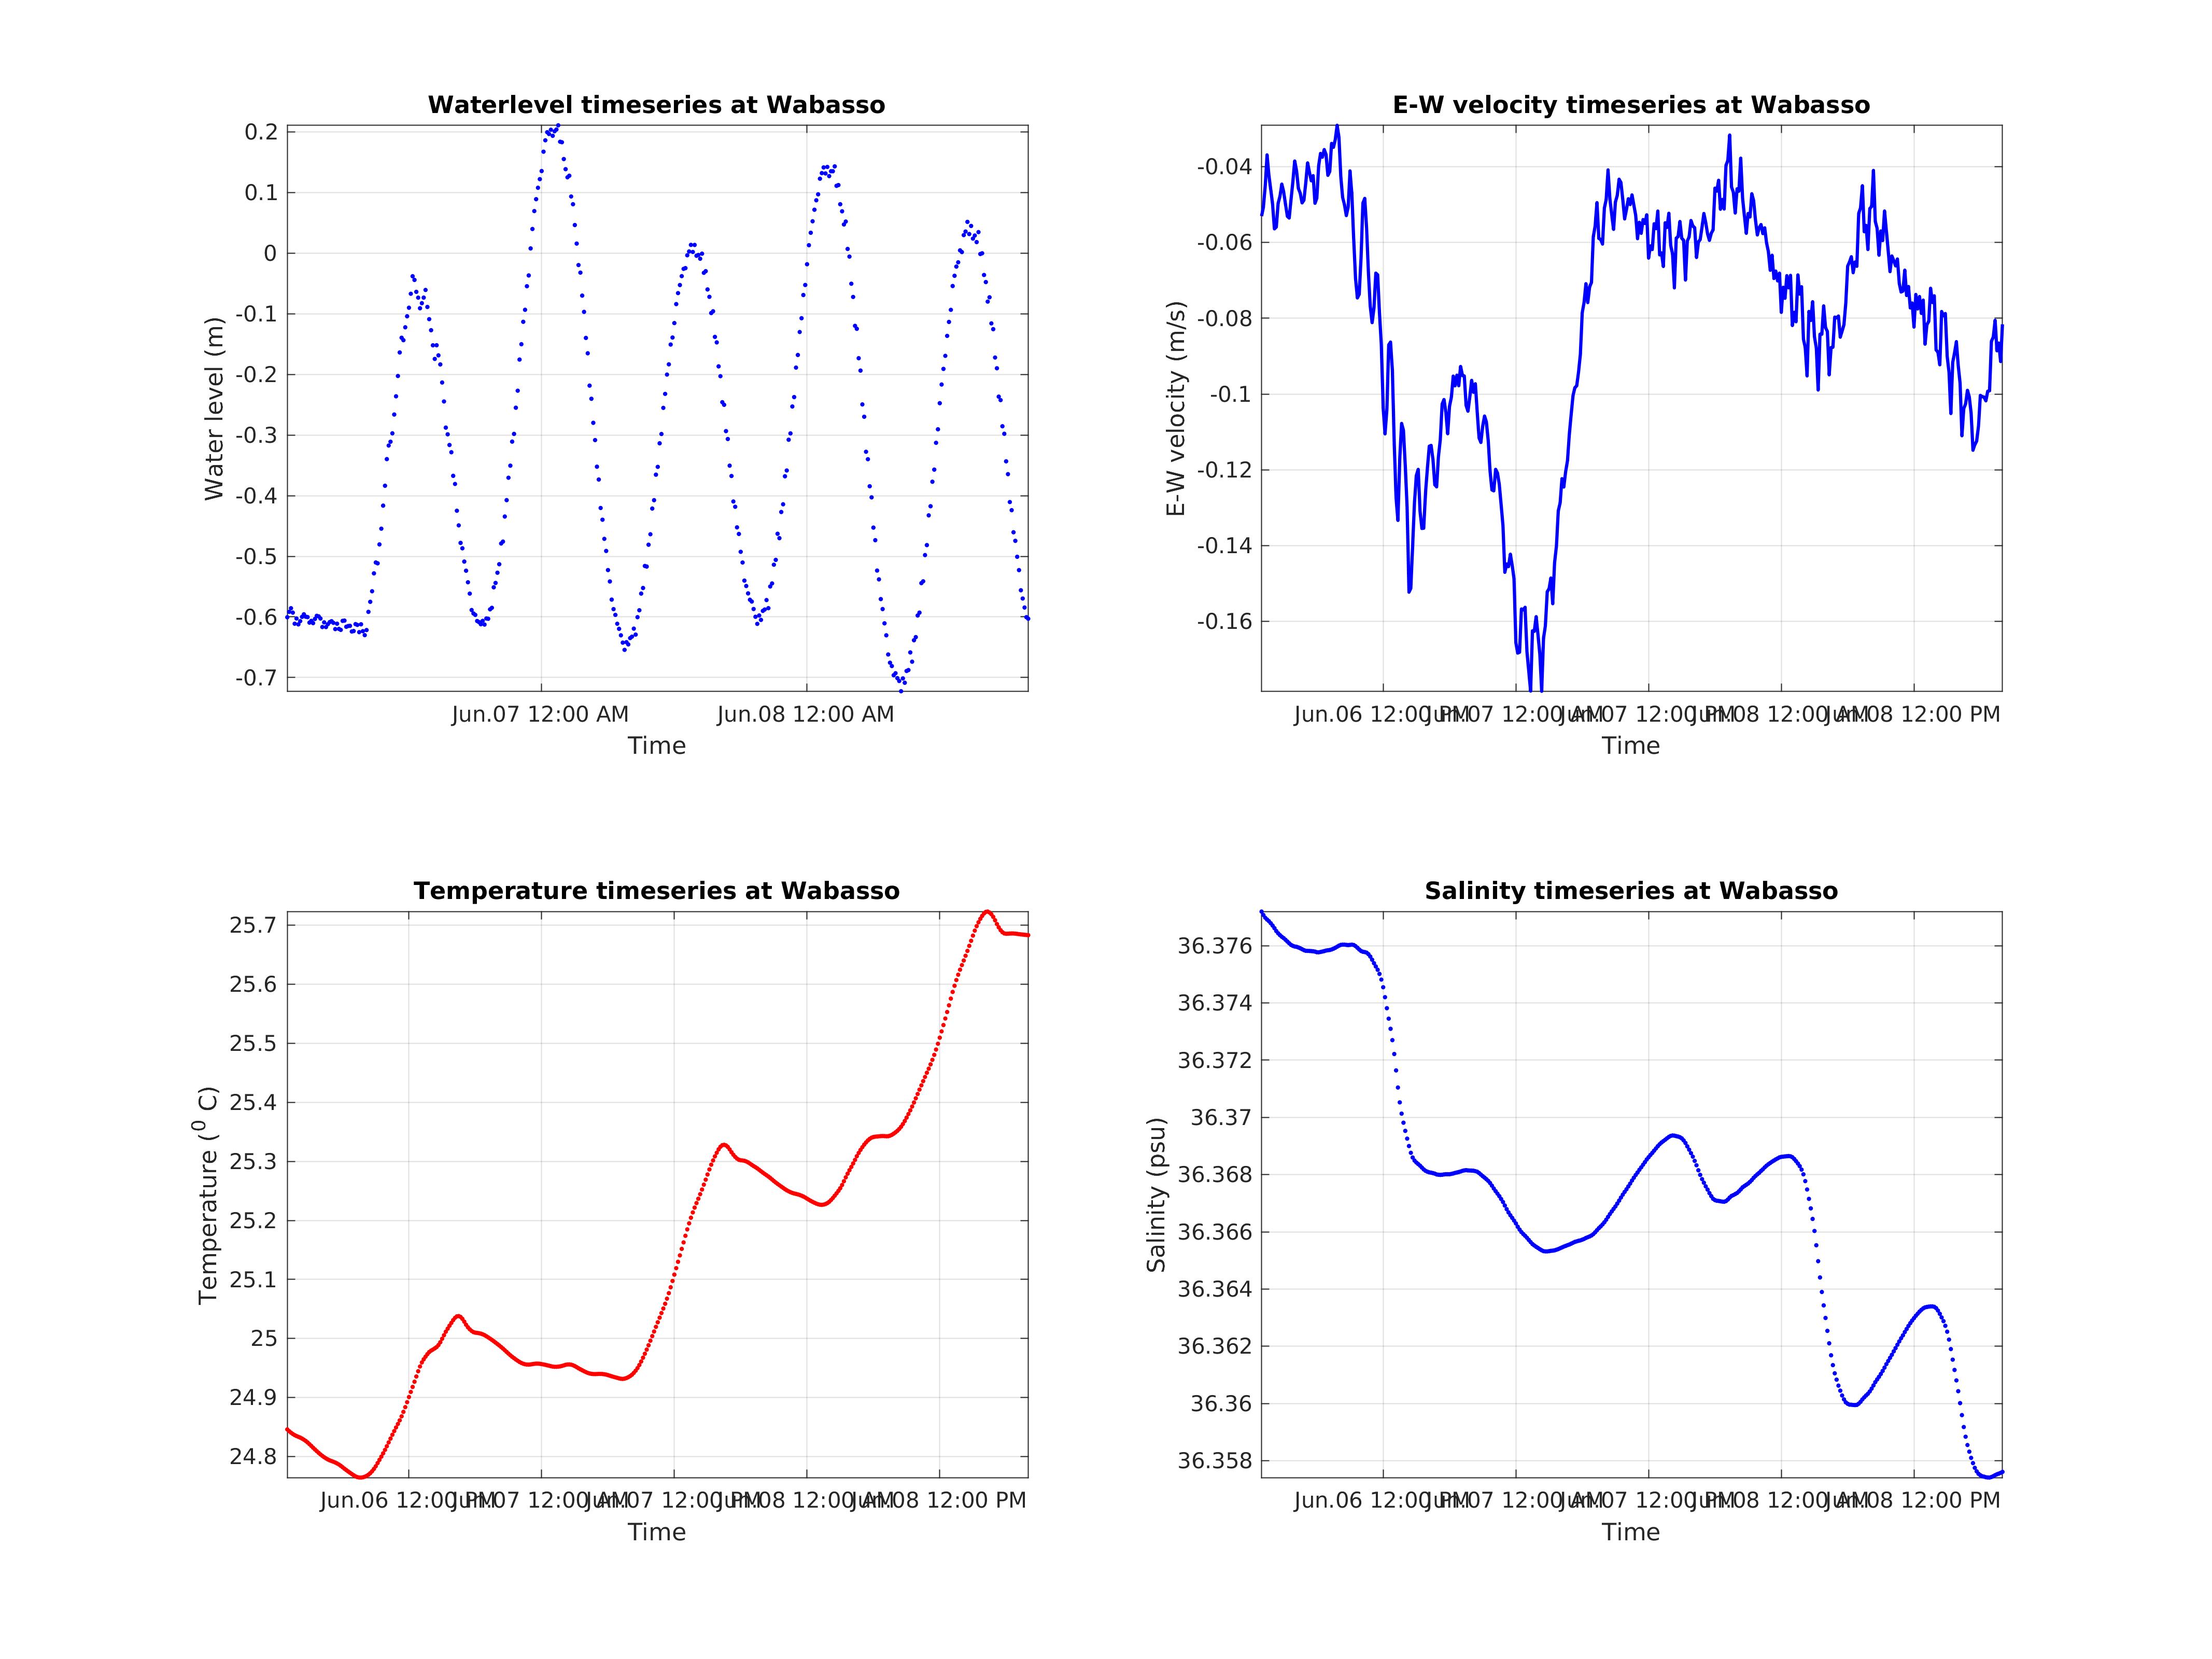 Waterlevel timeseries at Wabasso
Water level (m)
0.2
0.1
0
-0.1
-0.2
-0.3
-0.4
-0.5
-0.6
-0.7
Jun.07 12:00 AM
Jun.08 12:00 AM
Time
E-W velocity timeseries at Wabasso
E-W velocity (m/s)
-0.04
-0.06
-0.08
-0.1
-0.12
-0.14
-0.16
Jun.06 12:00 PM
Jun.07 12:00 AM
Jun.07 12:00 PM
Jun.08 12:00 AM
Jun.08 12:00 PM
Time
Temperature timeseries at Wabasso
Temperature (⁰ C)
25.7
25.6
25.5
25.4
25.3
25.2
25.1
25
24.9
24.8
Jun.06 12:00 PM
Jun.07 12:00 AM
Jun.07 12:00 PM
Jun.08 12:00 AM
Jun.08 12:00 PM
Time
Salinity timeseries at Wabasso
Salinity (psu)
36.376
36.374
36.372
36.37
36.368
36.366
36.364
36.362
36.36
36.358
Jun.06 12:00 PM
Jun.07 12:00 AM
Jun.07 12:00 PM
Jun.08 12:00 AM
Jun.08 12:00 PM
Time